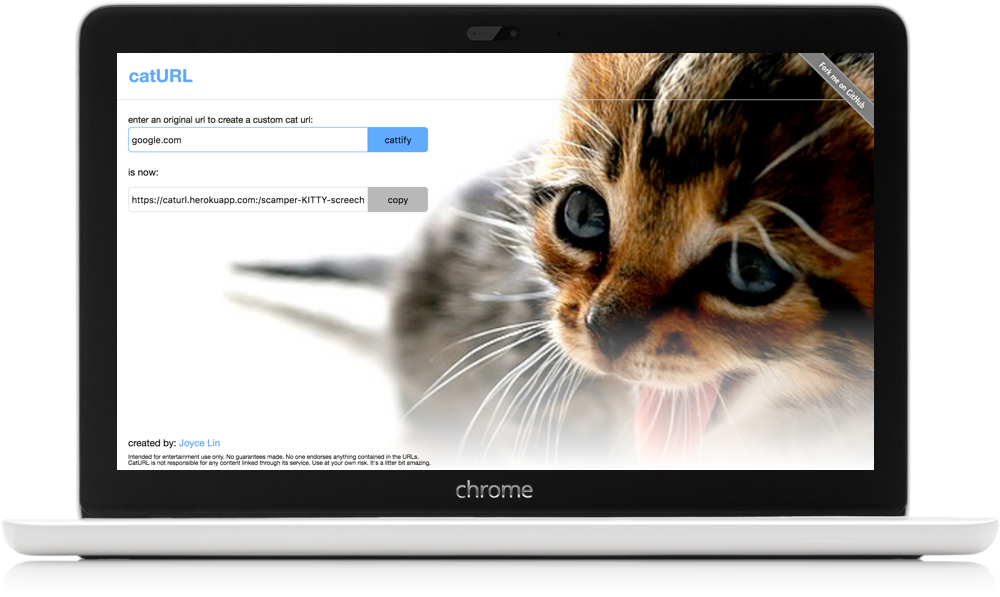 catURL
Fork me on GitHub
enter an original url to create a custom cat url:
google.com
cattify
is now:
https://caturl.herokuapp.com:/scamper-KITTY-screech
copy
created by: Joyce Lin
Intended for entertainment use only. No guarantees made. No one endorses anything contained in the URLs.
CatURL is not responsible for any content linked through its service. Use at your own risk. It's a litter bit amazing.
chrome